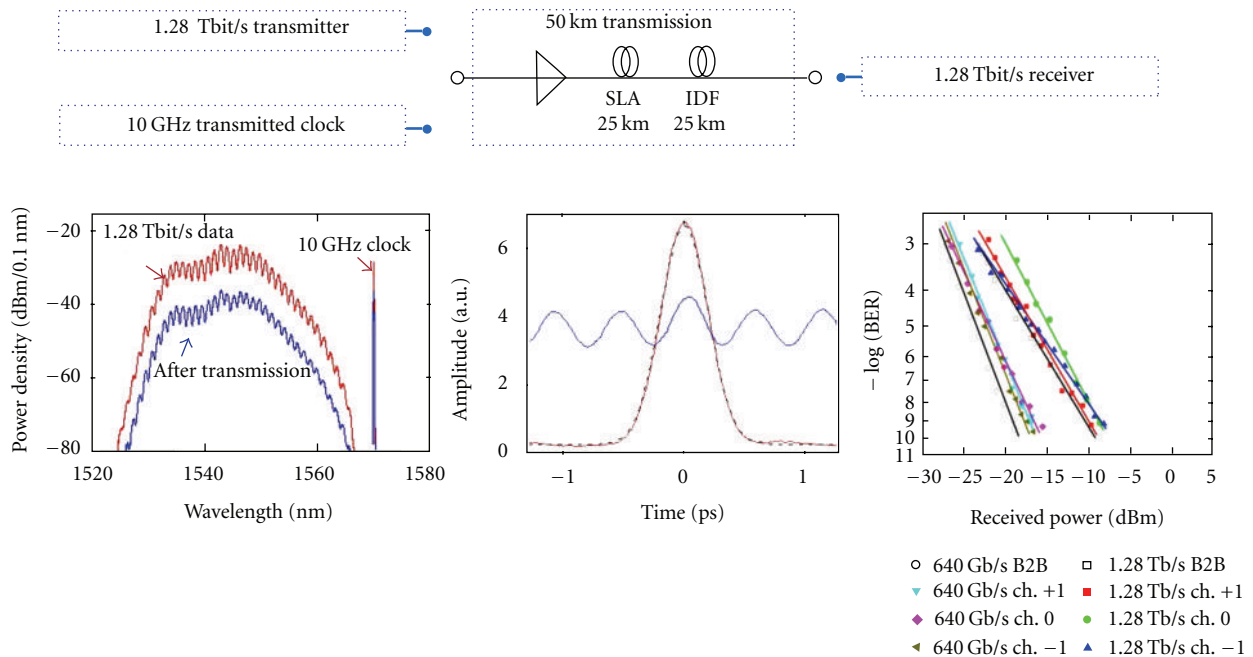 1.28 Tbit/s transmitter
10 GHz transmitted clock
50 km transmission
SLA
25 km
IDF
25 km
1.28 Tbit/s receiver
Power density (dBm/0.1 nm)
−20
−40
−60
−80
1520
1540
1560
1580
Wavelength (nm)
1.28 Tbit/s data
10 GHz clock
After transmission
Amplitude (a.u.)
6
4
2
0
−1
0
1
Time (ps)
− log (BER)
3
4
5
6
7
8
9
10
11
−30
−25
−20
−15
−10
−5
0
5
Received power (dBm)
640 Gb/s B2B
640 Gb/s ch. +1
640 Gb/s ch. 0
640 Gb/s ch. −1
1.28 Tb/s B2B
1.28 Tb/s ch. +1
1.28 Tb/s ch. 0
1.28 Tb/s ch. −1